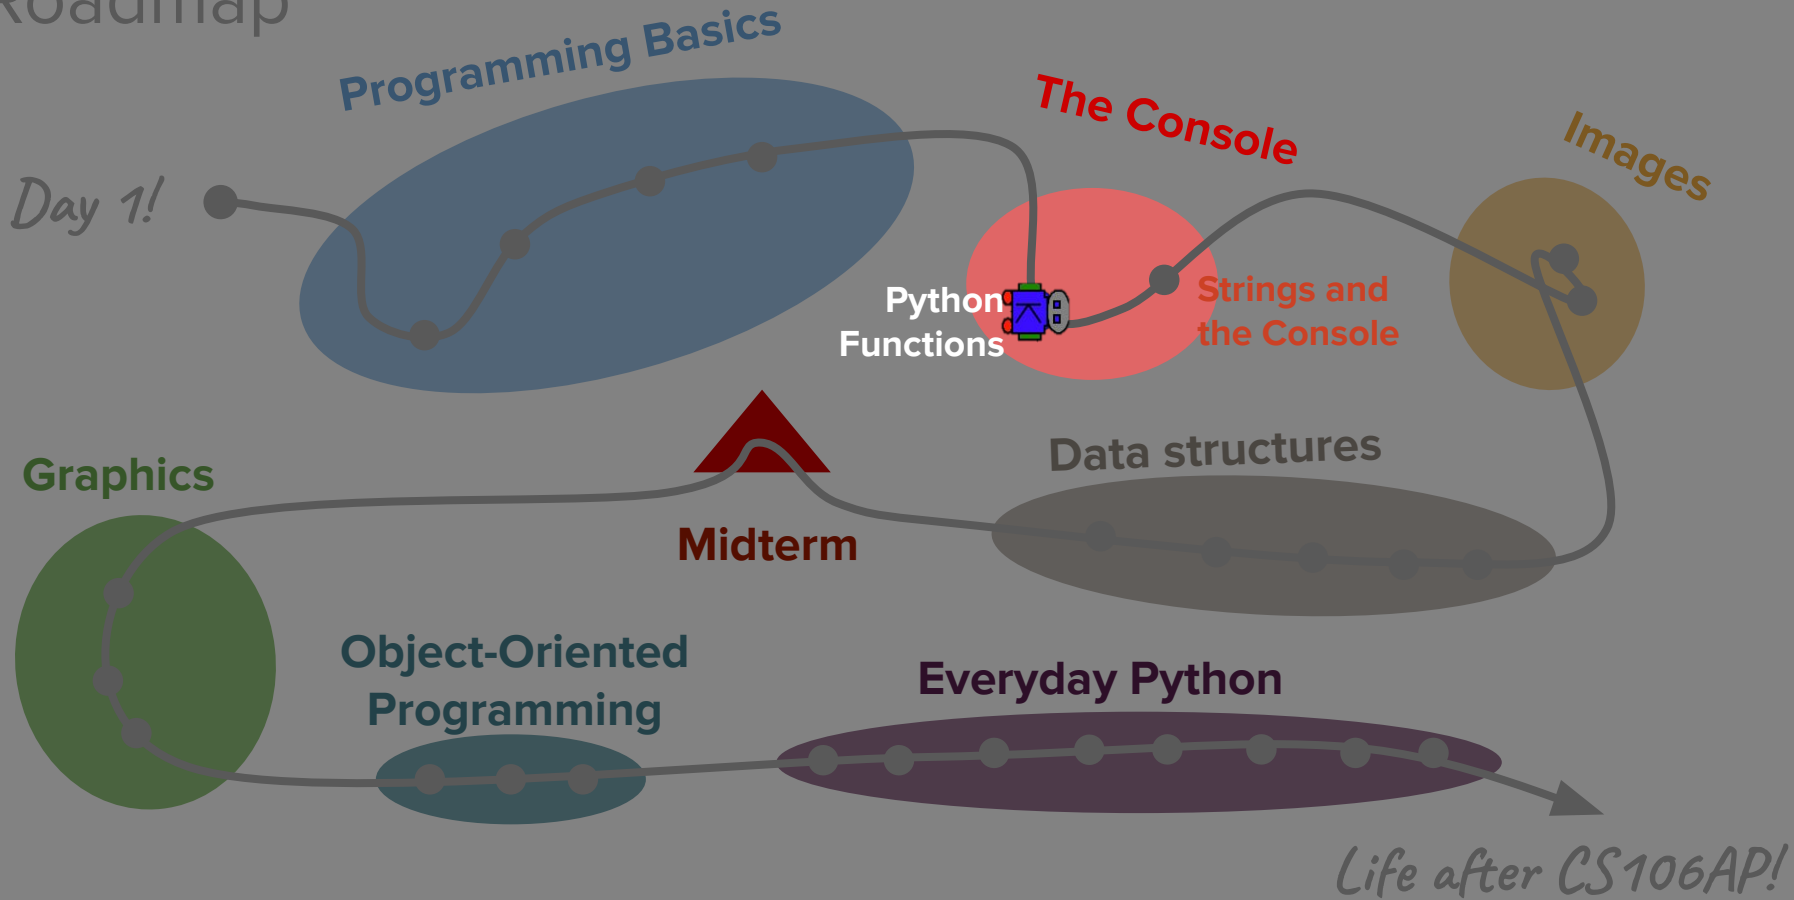 Roadmap
Programming Basics
The Console
Images
Day 1!
Python
Functions
Strings and
the Console
Data structures
Graphics
Midterm
Object-Oriented
Programming
Everyday Python
Life after CS106AP!